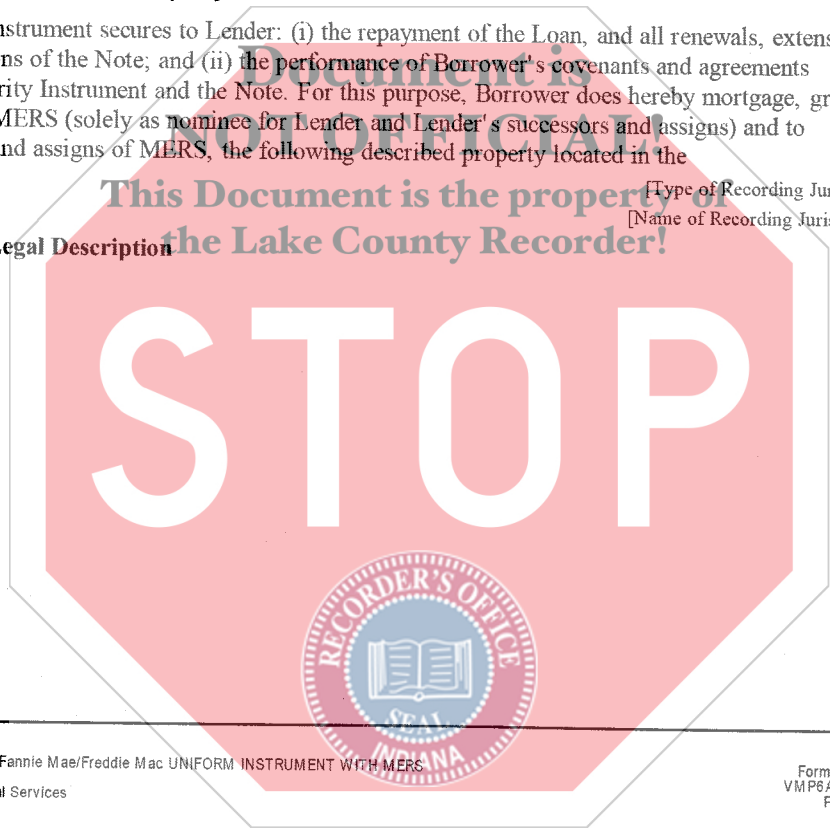 nstrument secures to Lender: (i) the repayment of the Loan, and all renewals, extens
ns of the Note; and (ii) the performance of Borrower's covenants and agreements
rity Instrument and the Note. For this purpose, Borrower does hereby mortgage, gr
MERS (solely as nominee for Lender and Lender's successors and assigns) and to
nd assigns of MERS, the following described property located in the
[Type of Recording Jur
[Name of Recording Juris
Legal Description
Document is
NOT OFFICIAL!
This Document is the property of
the Lake County Recorder!
STOP
RECORDER'S OFFICE
SEAL
INDIANA
Fannie Mae/Freddie Mac UNIFORM INSTRUMENT WITH MERS
Form
l Services
VMP6A
P